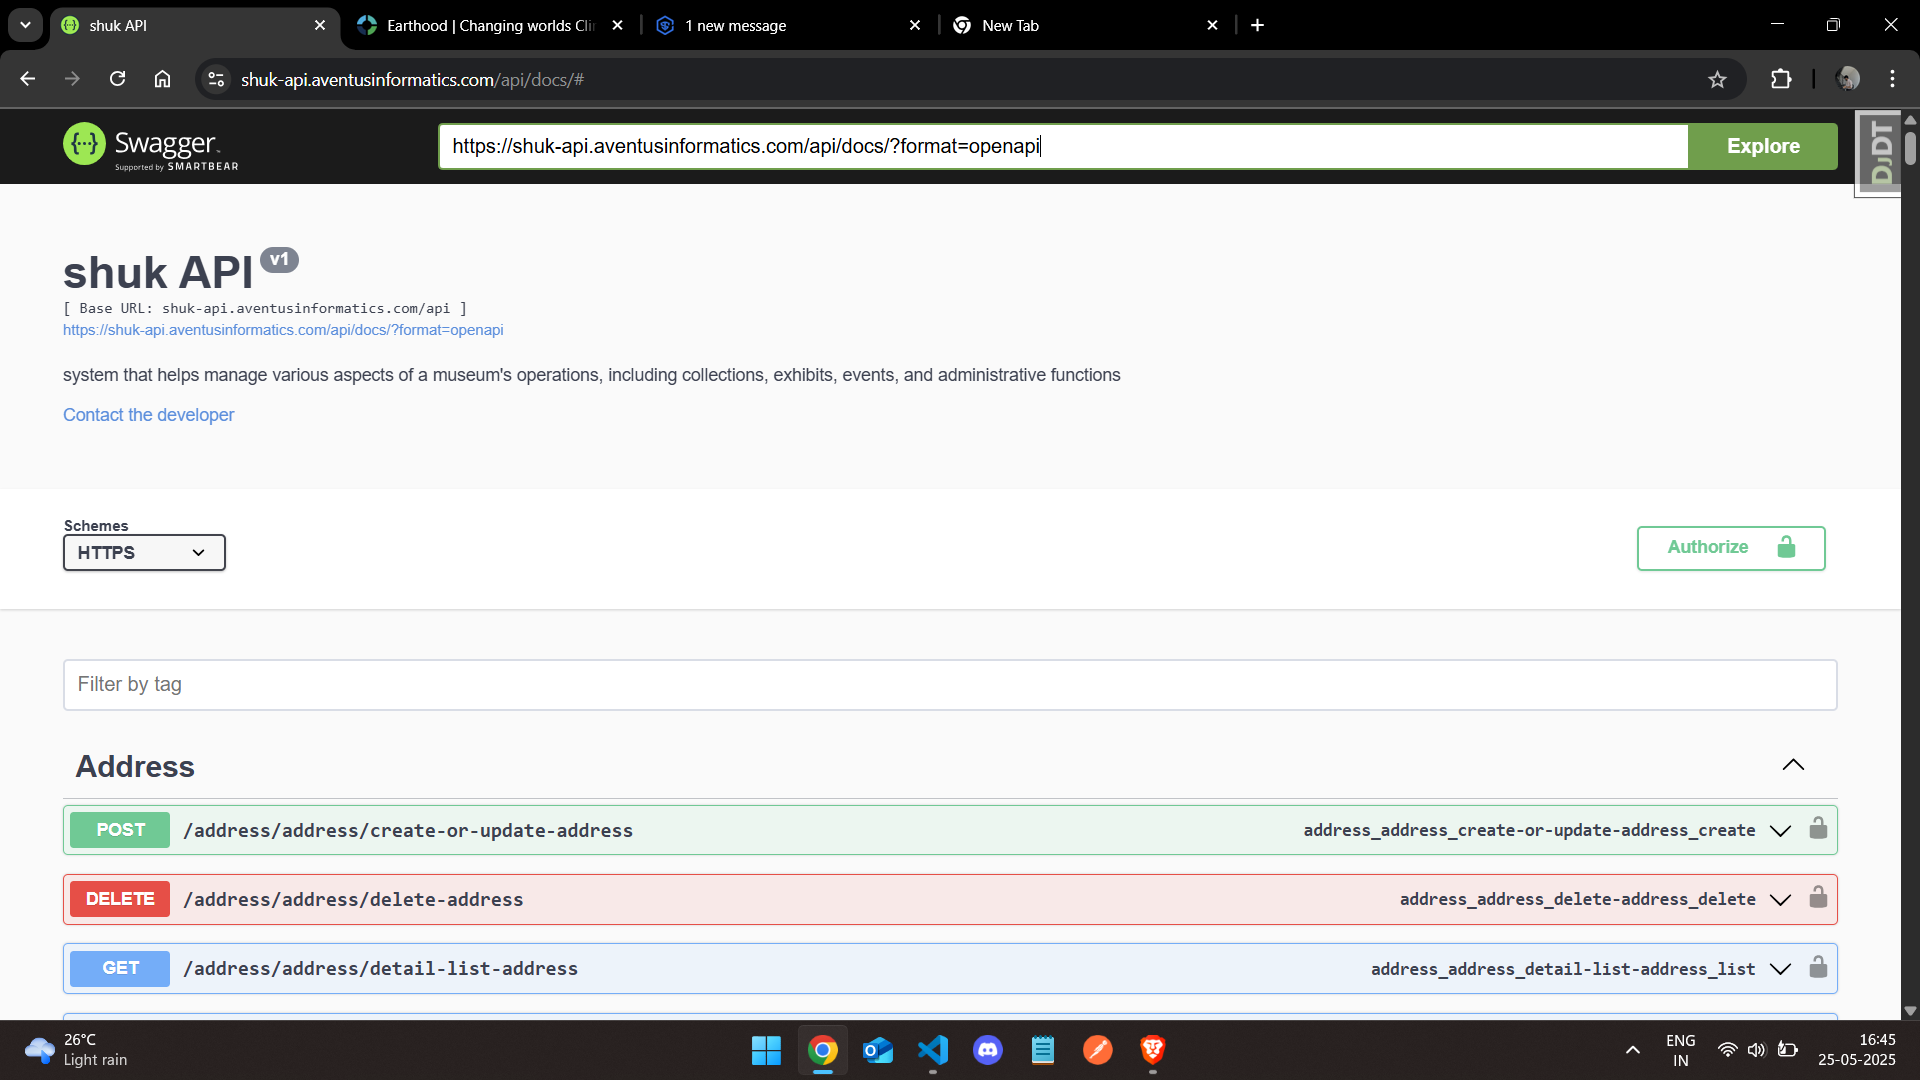 shuk API
Earthood | Changing worlds Cli
1 new message
New Tab
shuk-api.aventusinformatics.com/api/docs/#
Swagger
Supported by SMARTBEAR
https://shuk-api.aventusinformatics.com/api/docs/?format=openapi
Explore
DJDT
shuk API v1
[ Base URL: shuk-api.aventusinformatics.com/api ]
https://shuk-api.aventusinformatics.com/api/docs/?format=openapi
system that helps manage various aspects of a museum's operations, including collections, exhibits, events, and administrative functions
Contact the developer
Schemes
HTTPS
Authorize
Filter by tag
Address
POST /address/address/create-or-update-address address_address_create-or-update-address_create
DELETE /address/address/delete-address address_address_delete-address_delete
GET /address/address/detail-list-address address_address_detail-list-address_list
26°C
Light rain
ENG
IN
16:45
25-05-2025